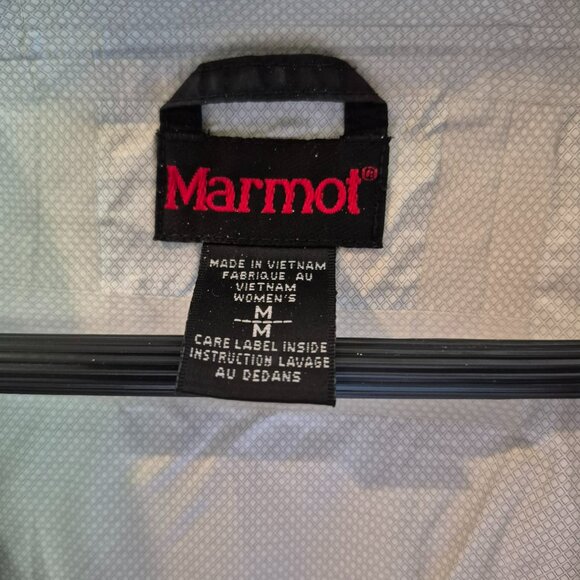 Marmot®
MADE IN VIETNAM
FABRIQUE AU
VIETNAM
WOMEN'S
M
M
CARE LABEL INSIDE
INSTRUCTION LAVAGE
AU DEDANS